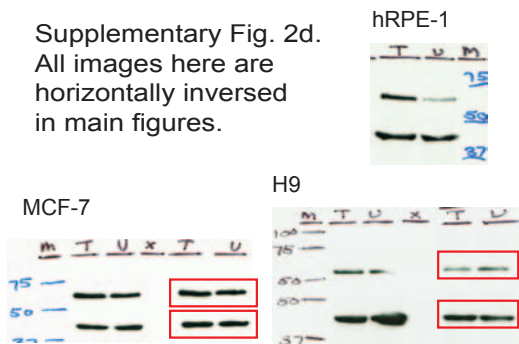 Supplementary Fig. 2d.
All images here are
horizontally inversed
in main figures.
hRPE-1
T U M
75
50
37
MCF-7
M T U X T U
75
50
37
H9
M T U X T U
100
75
50
50
37